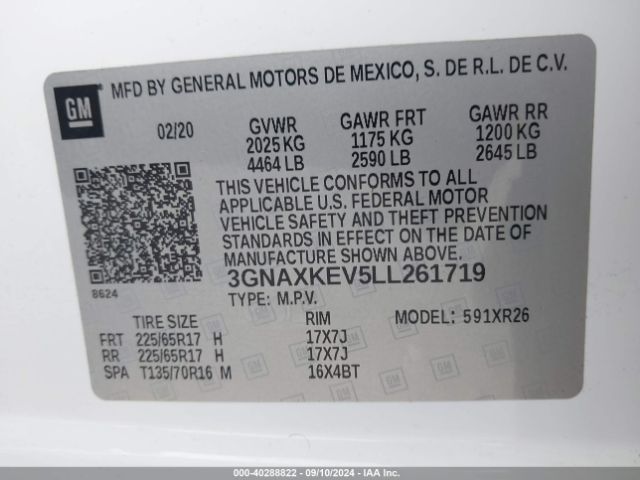 GM
MFD BY GENERAL MOTORS DE MEXICO, S. DE R.L. DE C.V.
02/20 GVWR GAWR FRT GAWR RR
2025 KG 1175 KG 1200 KG
4464 LB 2590 LB 2645 LB
THIS VEHICLE CONFORMS TO ALL
APPLICABLE U.S. FEDERAL MOTOR
VEHICLE SAFETY AND THEFT PREVENTION
STANDARDS IN EFFECT ON THE DATE OF
MANUFACTURE SHOWN ABOVE.
3GNAXKEV5LL261719
8624
TYPE: M.P.V.
TIRE SIZE RIM MODEL: 591XR26
FRT 225/65R17 H 17X7J
RR 225/65R17 H 17X7J
SPA T135/70R16 M 16X4BT
000-40288822 - 09/10/2024 - IAA Inc.